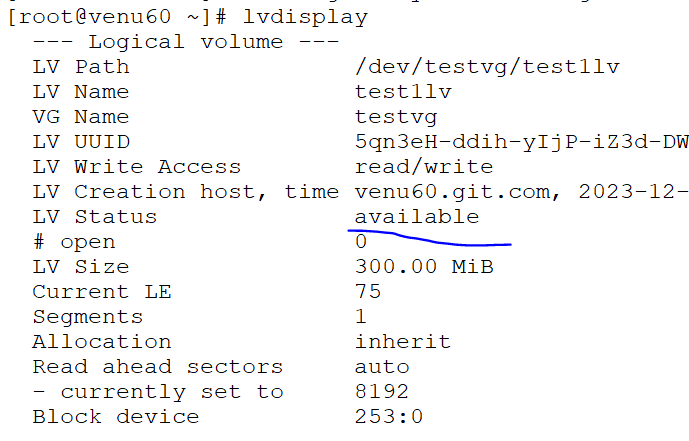 [root@venu60 ~]# lvdisplay
--- Logical volume ---
LV Path /dev/testvg/test1lv
LV Name test1lv
VG Name testvg
LV UUID 5qn3eH-ddih-yIjP-iZ3d-DW
LV Write Access read/write
LV Creation host, time venu60.git.com, 2023-12-
LV Status available
# open 0
LV Size 300.00 MiB
Current LE 75
Segments 1
Allocation inherit
Read ahead sectors auto
- currently set to 8192
Block device 253:0